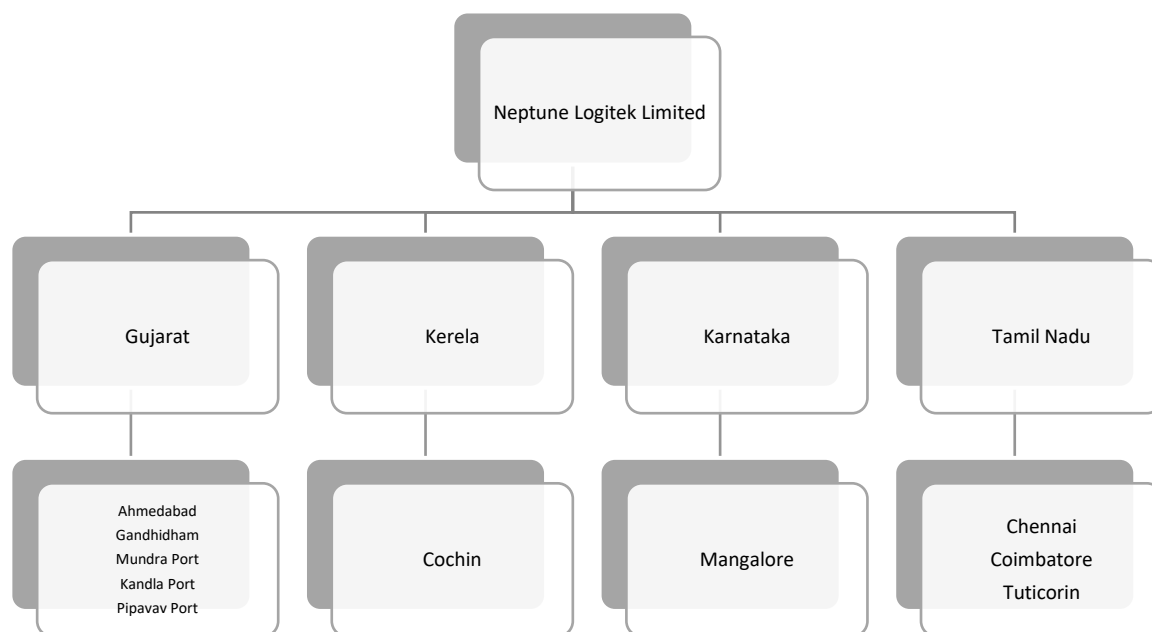 Neptune Logitek Limited
Gujarat
Kerela
Karnataka
Tamil Nadu
Ahmedabad
Gandhidham
Mundra Port
Kandla Port
Pipavav Port
Cochin
Mangalore
Chennai
Coimbatore
Tuticorin